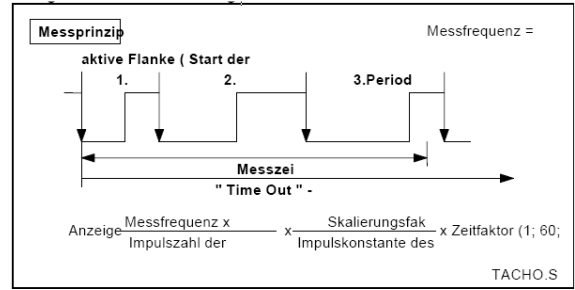 Messprinzip
Messfrequenz =
aktive Flanke ( Start der
1. 2. 3.Period
Messzei
" Time Out " -
Anzeige Messfrequenz x x Skalierungsfak x Zeitfaktor (1; 60;
Impulszahl der Impulskonstante des
TACHO.S